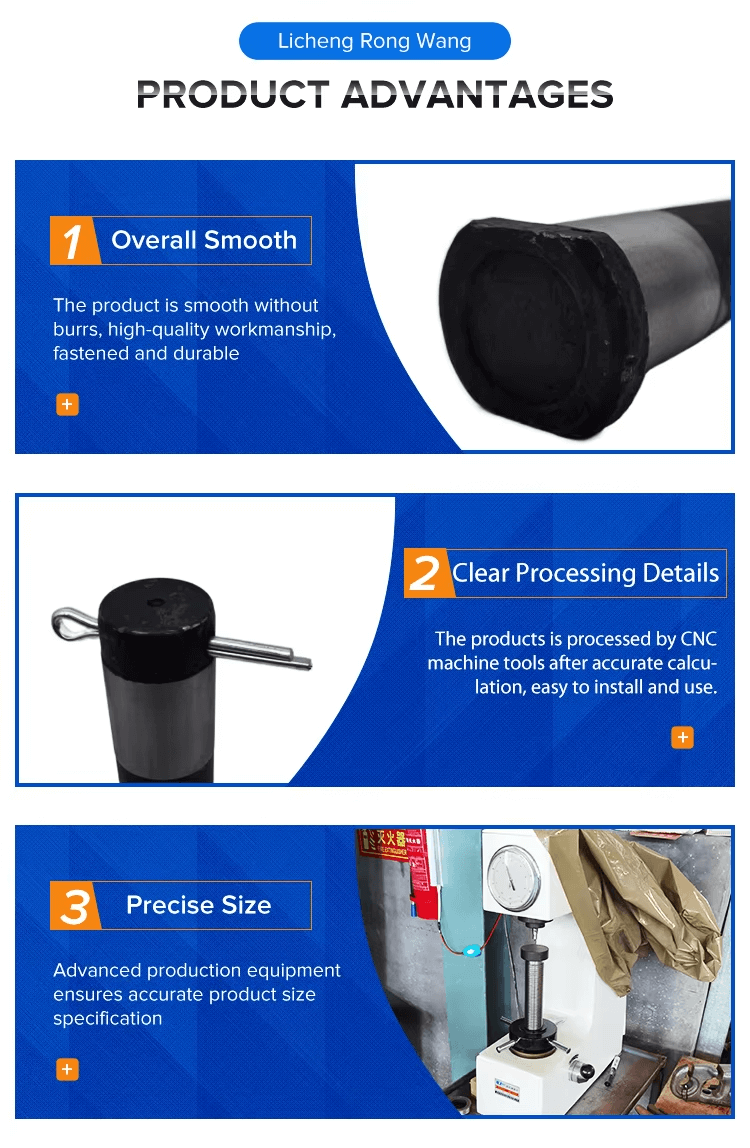 Licheng Rong Wang
PRODUCT ADVANTAGES
1 Overall Smooth
The product is smooth without
burrs, high-quality workmanship,
fastened and durable
+
2 Clear Processing Details
The products is processed by CNC
machine tools after accurate calcu-
lation, easy to install and use.
+
3 Precise Size
Advanced production equipment
ensures accurate product size
specification
+
灭火器